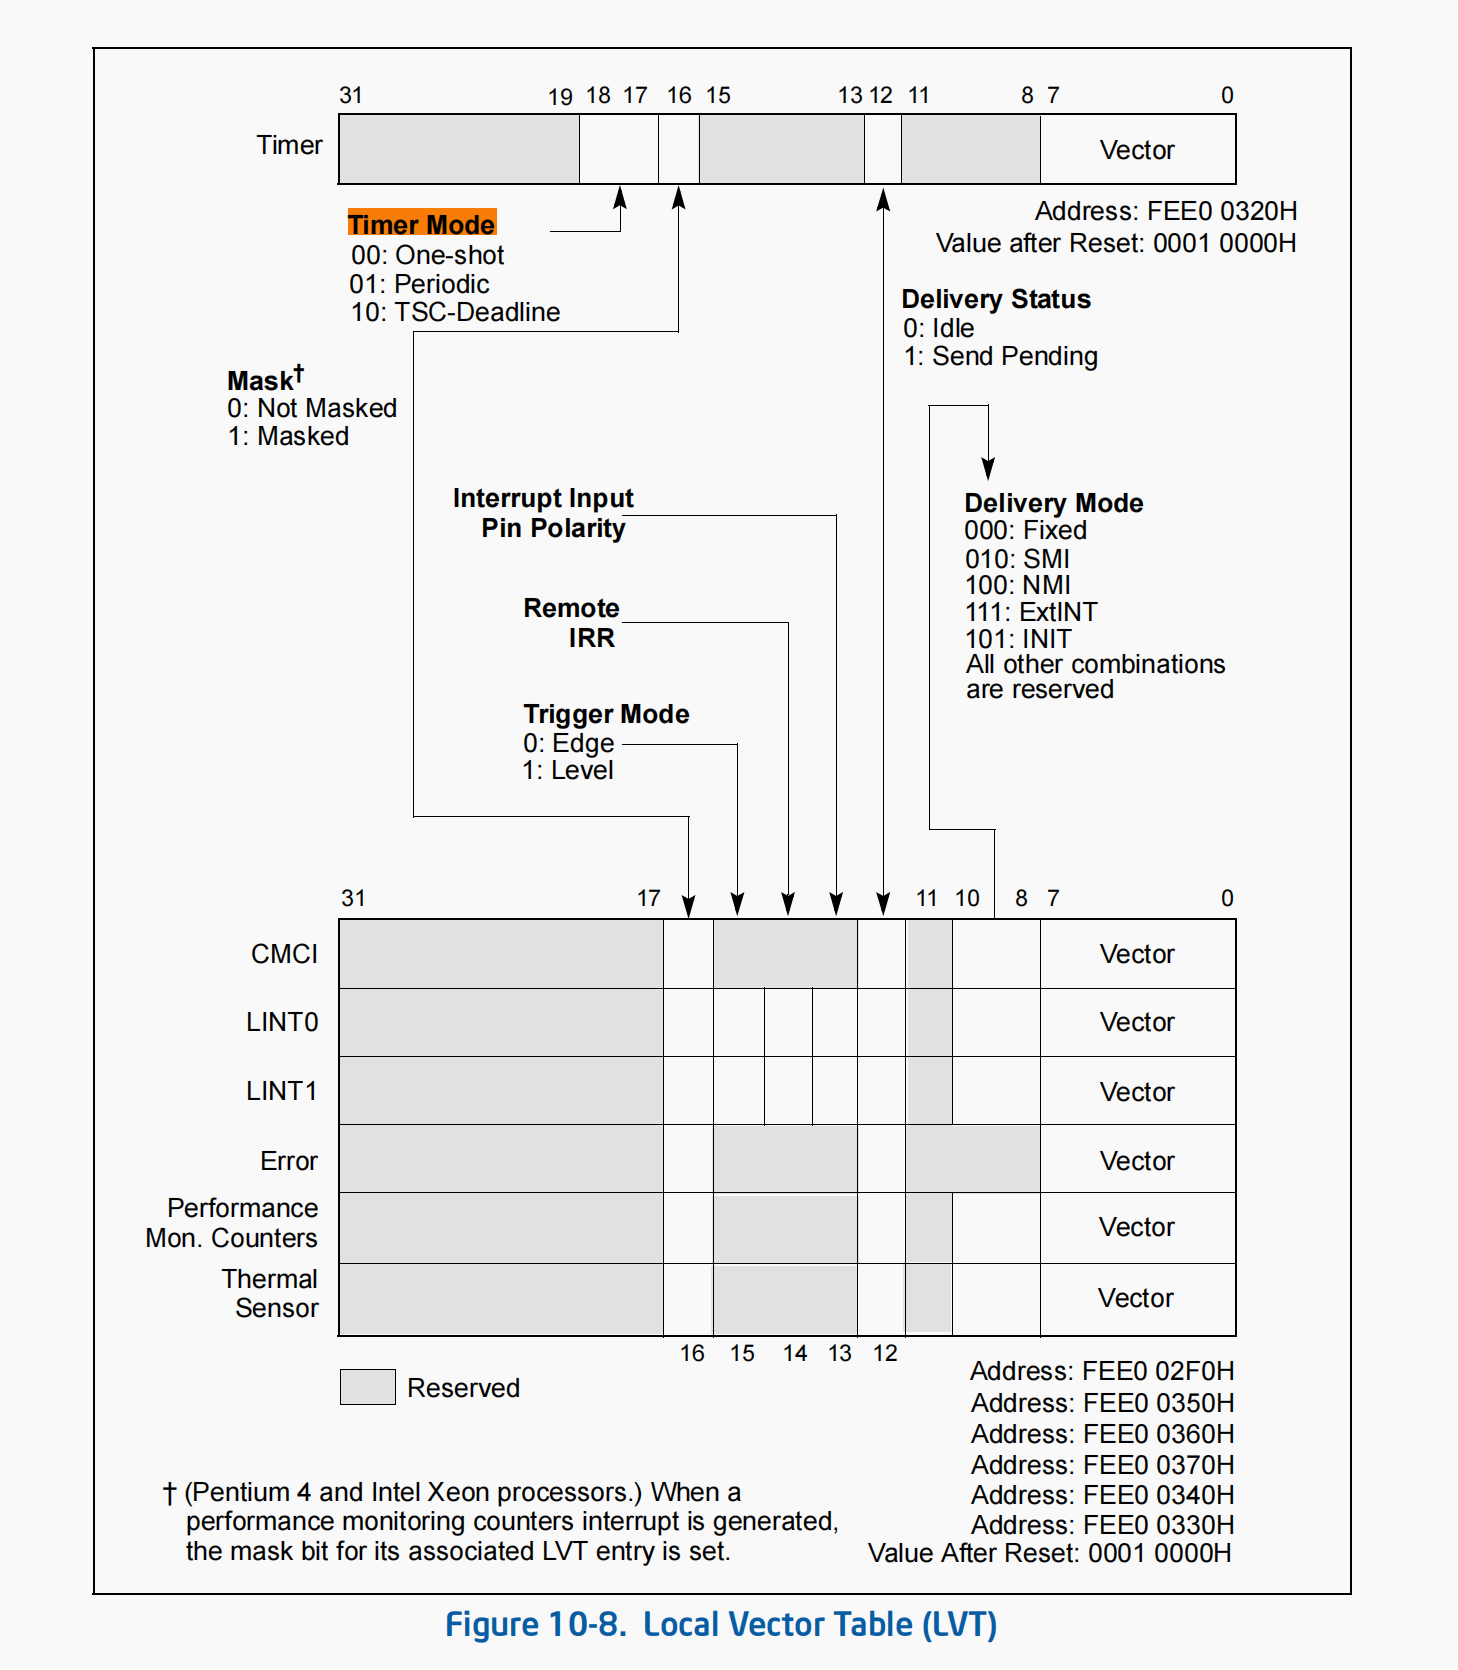 31 19 18 17 16 15 13 12 11 8 7 0
Timer Vector
Timer Mode
00: One-shot
01: Periodic
10: TSC-Deadline
Address: FEE0 0320H
Value after Reset: 0001 0000H
Delivery Status
0: Idle
1: Send Pending
Mask†
0: Not Masked
1: Masked
Interrupt Input
Pin Polarity
Delivery Mode
000: Fixed
010: SMI
100: NMI
111: ExtINT
101: INIT
All other combinations
are reserved
Remote
IRR
Trigger Mode
0: Edge
1: Level
31 17 11 10 8 7 0
CMCI Vector
LINT0 Vector
LINT1 Vector
Error Vector
Performance
Mon. Counters Vector
Thermal
Sensor Vector
16 15 14 13 12
Reserved
Address: FEE0 02F0H
Address: FEE0 0350H
Address: FEE0 0360H
Address: FEE0 0370H
Address: FEE0 0340H
Address: FEE0 0330H
Value After Reset: 0001 0000H
† (Pentium 4 and Intel Xeon processors.) When a
performance monitoring counters interrupt is generated,
the mask bit for its associated LVT entry is set.
Figure 10-8. Local Vector Table (LVT)